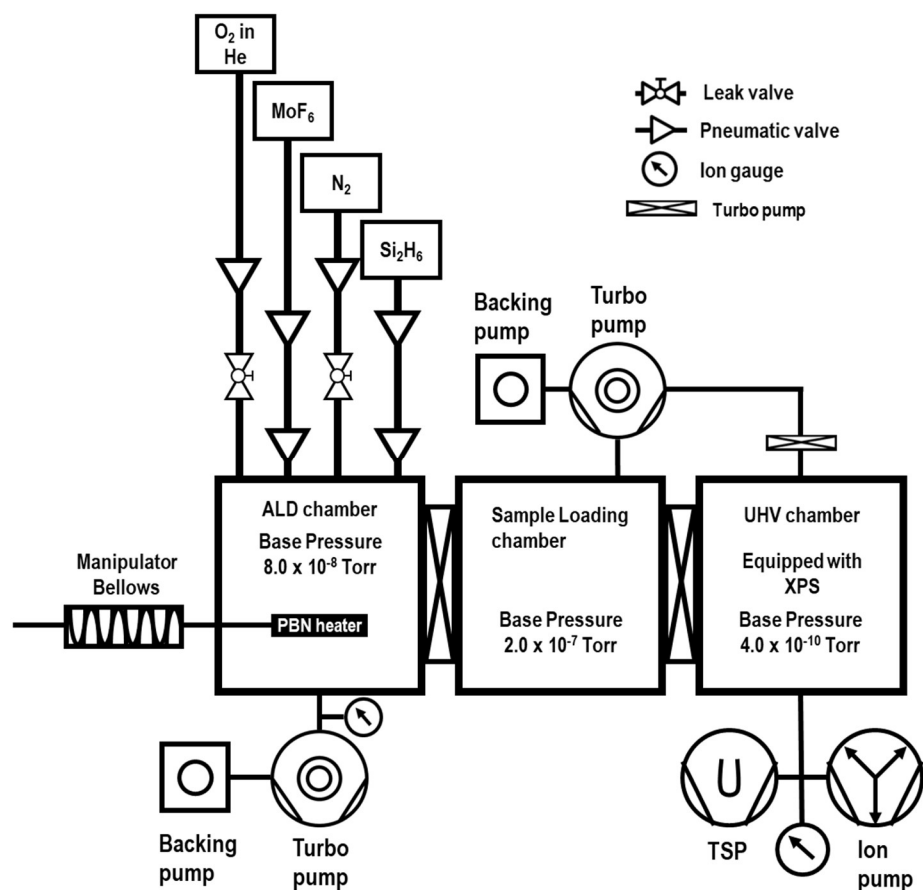 O₂ in
He
MoF₆
N₂
Si₂H₆
Leak valve
Pneumatic valve
Ion gauge
Turbo pump
Backing
pump
Turbo
pump
ALD chamber
Base Pressure
8.0 x 10⁻⁸ Torr
PBN heater
Manipulator
Bellows
Sample Loading
chamber
Base Pressure
2.0 x 10⁻⁷ Torr
UHV chamber
Equipped with
XPS
Base Pressure
4.0 x 10⁻¹⁰ Torr
Backing
pump
Turbo
pump
TSP
Ion
pump